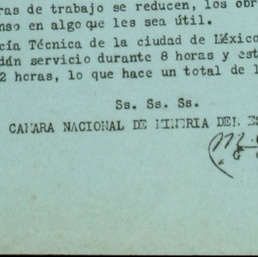 ras de trabajo se reducen, los obr
nso en algo que les sea útil.
cía Técnica de la ciudad de México
dán servicio durante 8 horas y est
2 horas, lo que hace un total de 1
Ss. Ss. Ss.
CAMARA NACIONAL DE MINERIA DEL ES